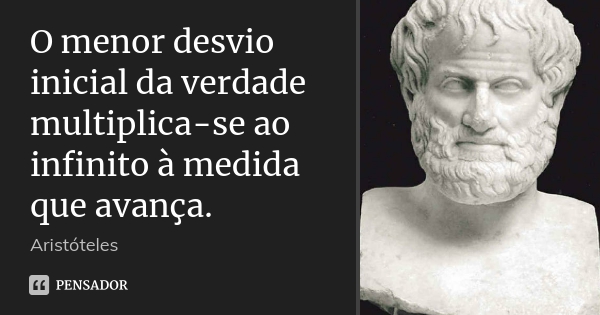 O menor desvio
inicial da verdade
multiplica-se ao
infinito à medida
que avança.
Aristóteles
PENSADOR